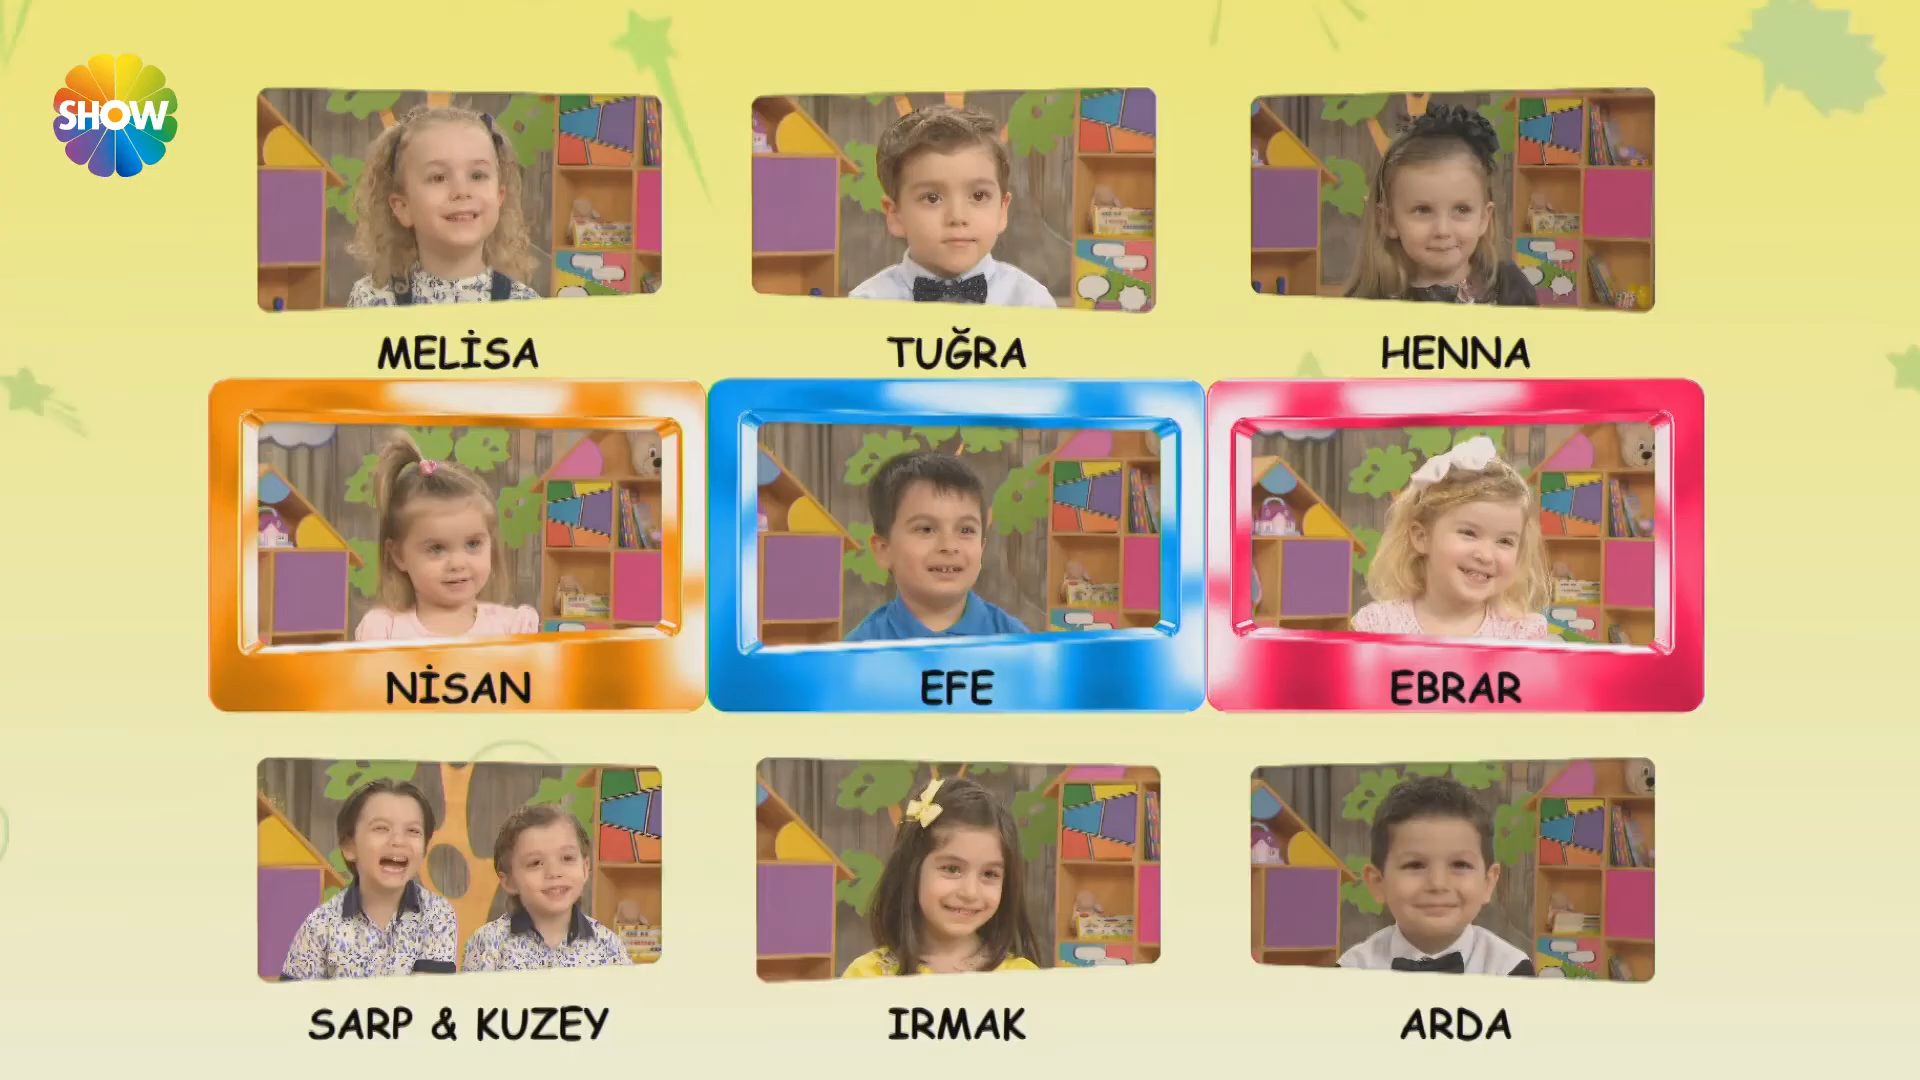 SHOW
MELİSA
TUĞRA
HENNA
NİSAN
EFE
EBRAR
SARP & KUZEY
IRMAK
ARDA